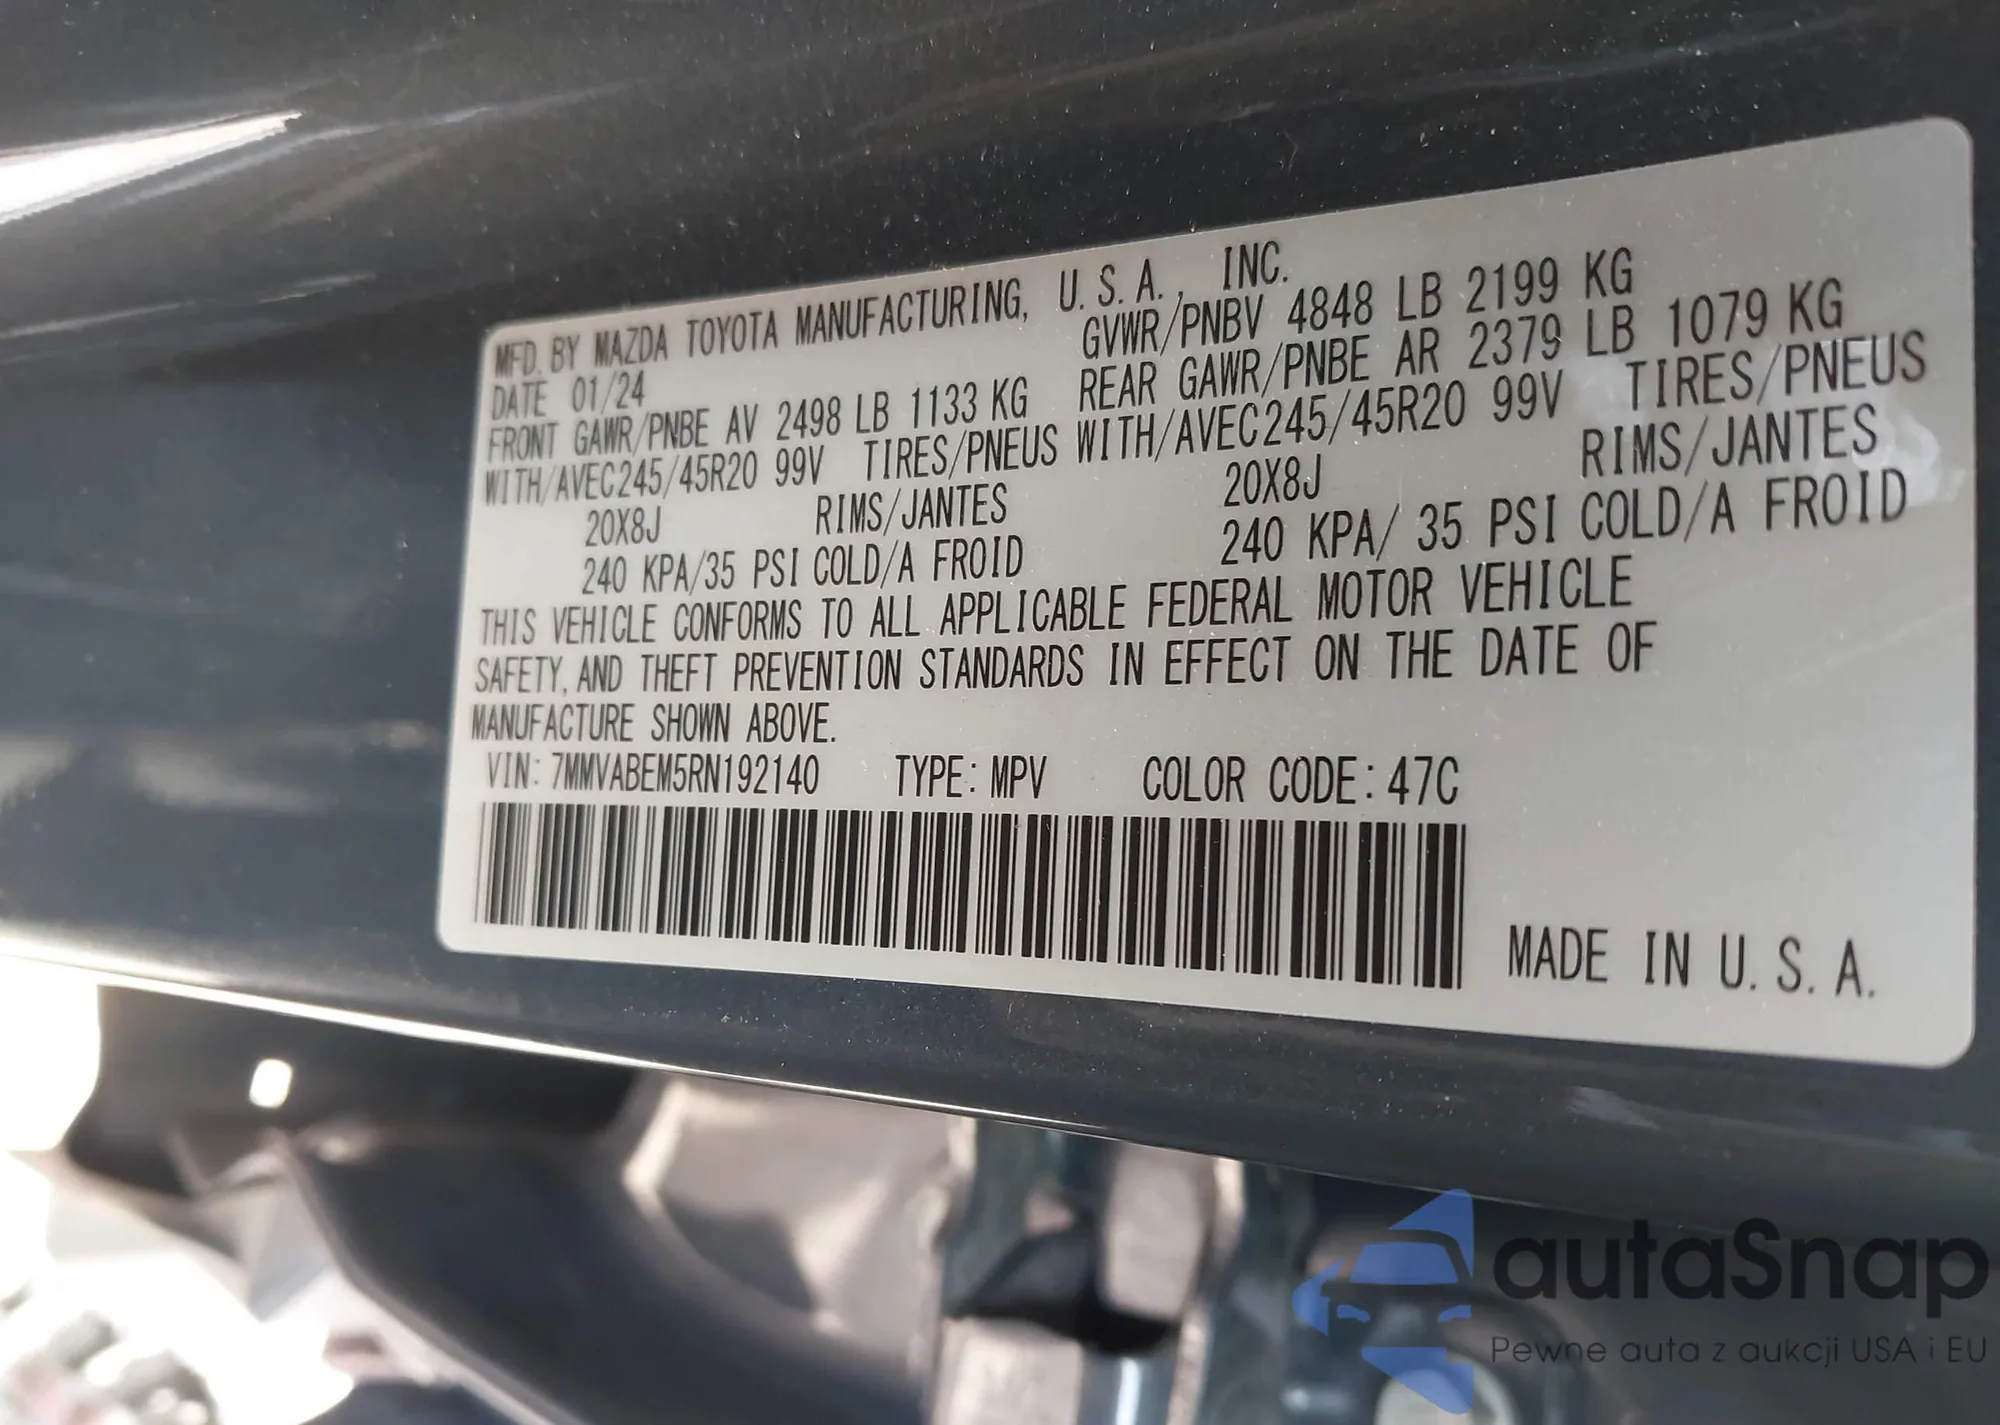 MFD. BY MAZDA TOYOTA MANUFACTURING, U.S.A., INC.
DATE 01/24 GVWR/PNBV 4848 LB 2199 KG
FRONT GAWR/PNBE AV 2498 LB 1133 KG REAR GAWR/PNBE AR 2379 LB 1079 KG
WITH/AVEC245/45R20 99V TIRES/PNEUS WITH/AVEC245/45R20 99V TIRES/PNEUS
20X8J RIMS/JANTES 20X8J RIMS/JANTES
240 KPA/35 PSI COLD/A FROID 240 KPA/ 35 PSI COLD/A FROID
THIS VEHICLE CONFORMS TO ALL APPLICABLE FEDERAL MOTOR VEHICLE
SAFETY, AND THEFT PREVENTION STANDARDS IN EFFECT ON THE DATE OF
MANUFACTURE SHOWN ABOVE.
VIN: 7MMVABEM5RN192140 TYPE: MPV COLOR CODE: 47C
MADE IN U.S.A.
autaSnap
Pewne auta z aukcji USA i EU